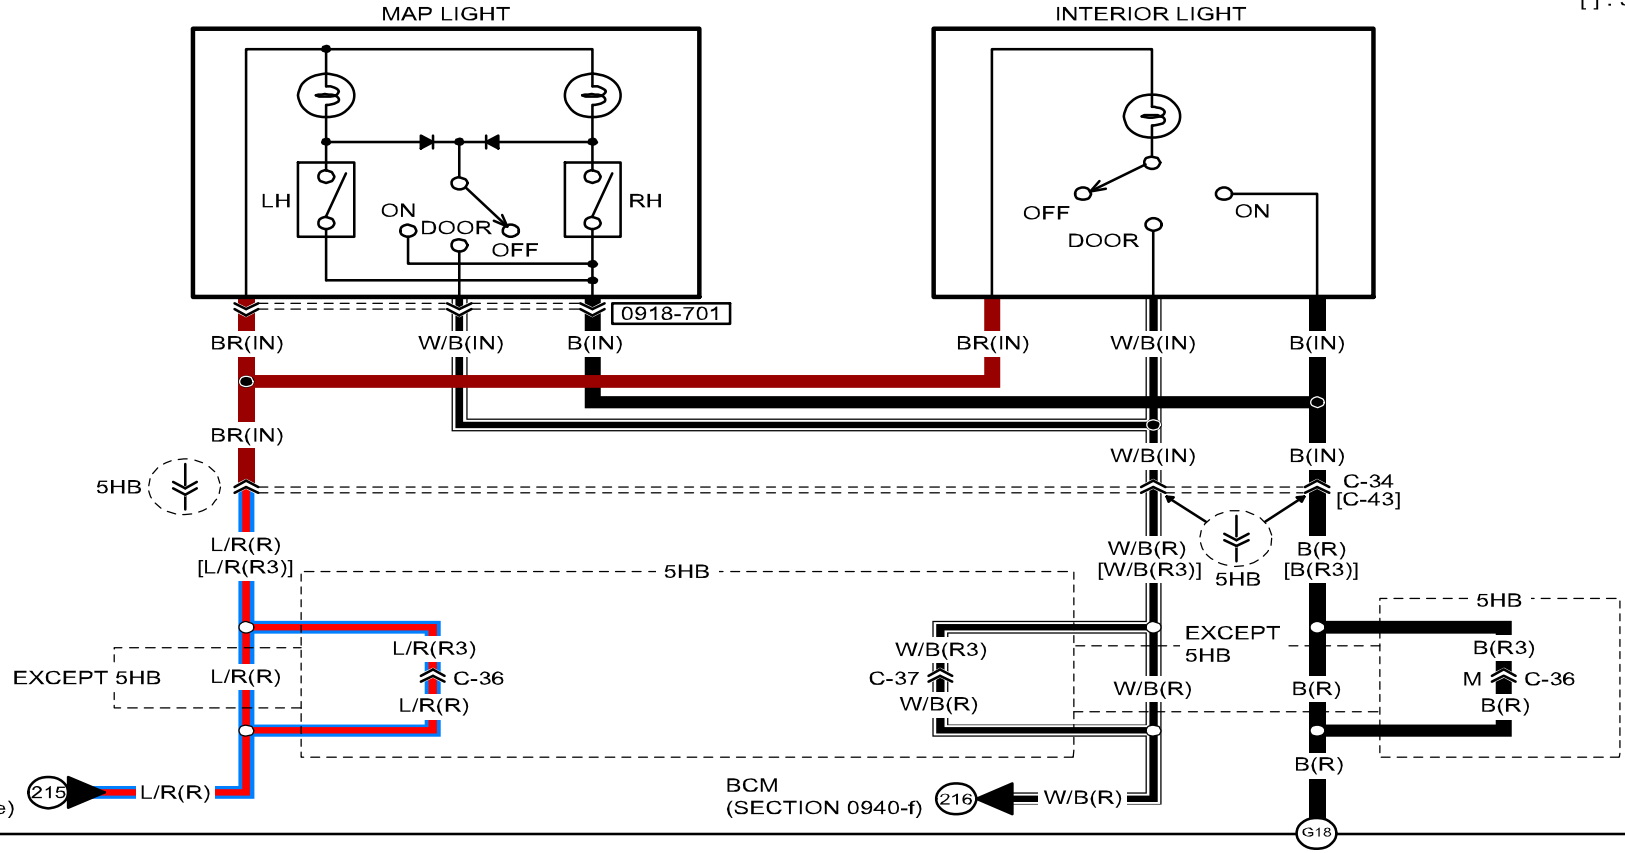 MAP LIGHT
INTERIOR LIGHT
LH
ON
DOOR
OFF
RH
OFF
DOOR
ON
0918-701
BR(IN)
W/B(IN)
B(IN)
BR(IN)
W/B(IN)
B(IN)
BR(IN)
W/B(IN)
B(IN)
5HB
C-34
[C-43]
L/R(R)
[L/R(R3)]
W/B(R)
[W/B(R3)]
5HB
B(R)
[B(R3)]
5HB
5HB
EXCEPT
5HB
L/R(R3)
W/B(R3)
B(R3)
EXCEPT 5HB
L/R(R)
C-36
C-37
W/B(R)
B(R)
M
C-36
L/R(R)
W/B(R)
B(R)
B(R)
215
L/R(R)
BCM
(SECTION 0940-f)
216
W/B(R)
G18